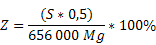 Z = (S * 0,5) / 656 000 Mg * 100%